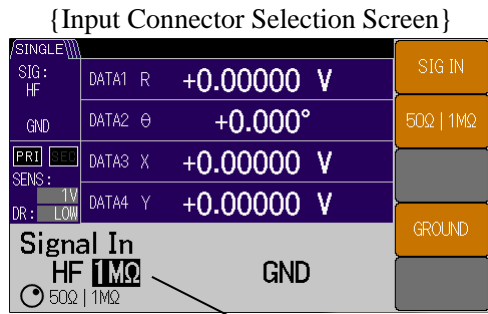 {Input Connector Selection Screen}
SINGLE
SIG:
HF
GND
PRI SEC
SENS:
1V
DR: LOW
DATA1 R +0.00000 V
DATA2 θ +0.000°
DATA3 X +0.00000 V
DATA4 Y +0.00000 V
SIG IN
50Ω | 1MΩ
GROUND
Signal In
HF 1MΩ GND
50Ω | 1MΩ